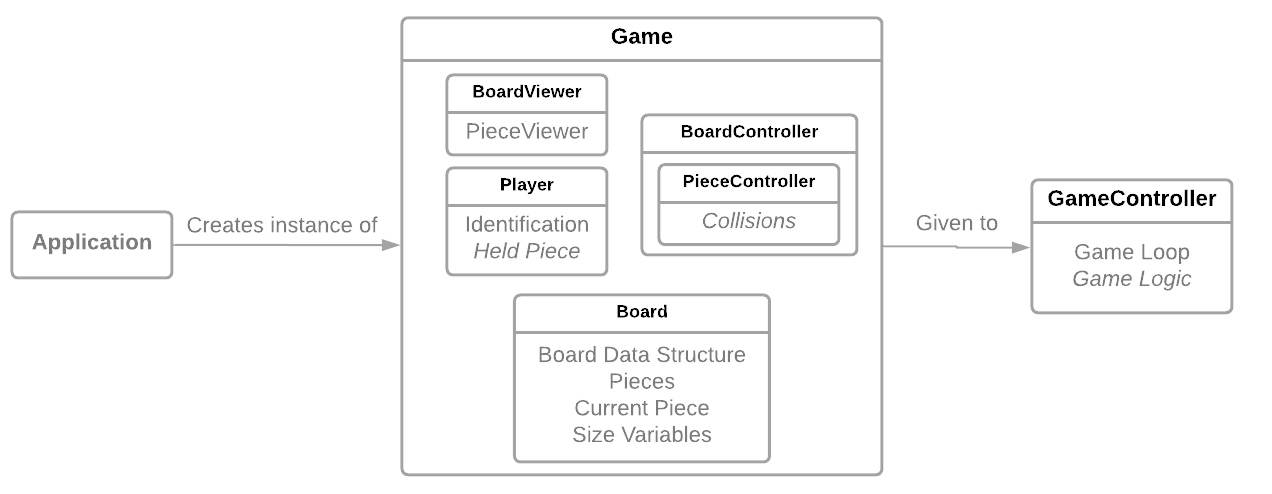 Game
BoardViewer
PieceViewer
BoardController
PieceController
Collisions
Player
Identification
Held Piece
Application
Creates instance of
Given to
GameController
Game Loop
Game Logic
Board
Board Data Structure
Pieces
Current Piece
Size Variables